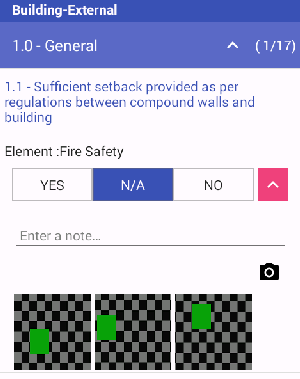 Building-External
1.0 - General (1/17)
1.1 - Sufficient setback provided as per
regulations between compound walls and
building
Element :Fire Safety
YES N/A NO
Enter a note...